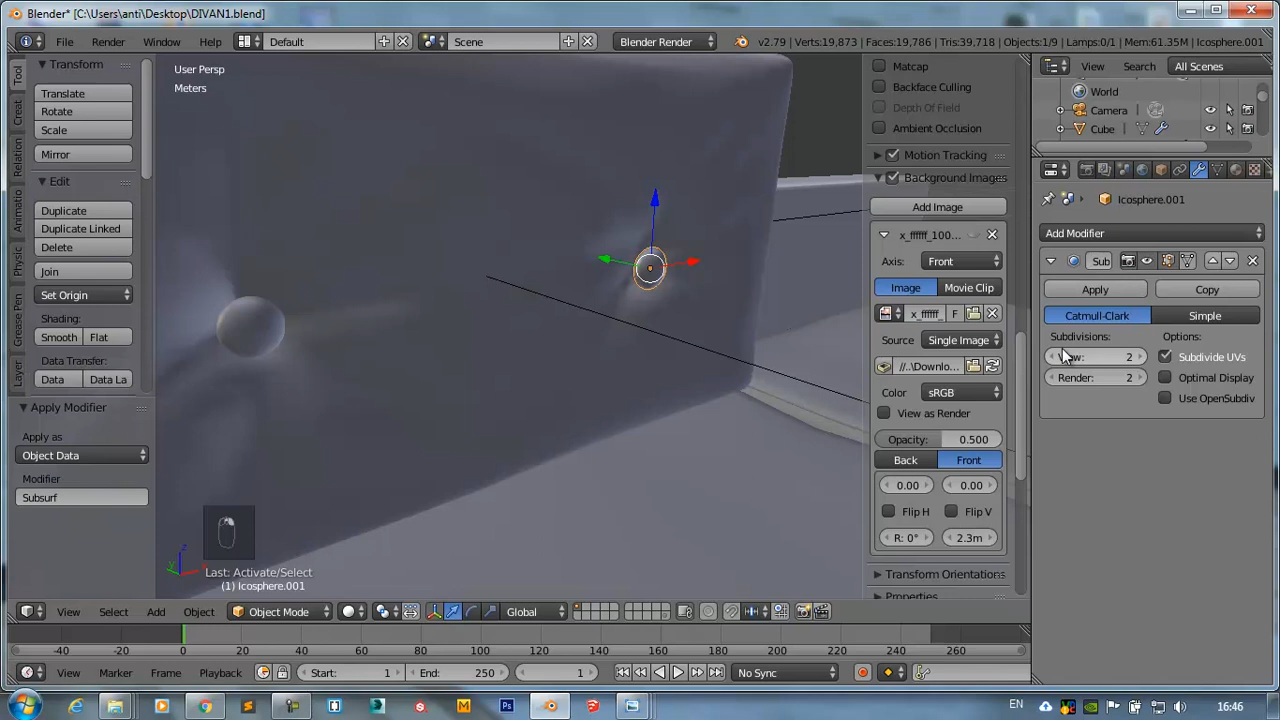 Blender* [C:\Users\anti\Desktop\DIVAN1.blend]
File Render Window Help Default Scene Blender Render v2.79 | Verts:19,873 | Faces:19,786 | Tris:39,718 | Objects:1/9 | Lamps:0/1 | Mem:61.35M | Icosphere.001
Tool
Creat
Relation
Animatio
Physic
Grease Pen
Layer
Transform
Translate
Rotate
Scale
Mirror
Edit
Duplicate
Duplicate Linked
Delete
Join
Set Origin
Shading:
Smooth Flat
Data Transfer:
Data Data La
Apply Modifier
Apply as
Object Data
Modifier
Subsurf
User Persp
Meters
Last: Activate/Select
(1) Icosphere.001
Matcap
Backface Culling
Depth Of Field
Ambient Occlusion
Motion Tracking
Background Images
Add Image
x_ffffff_100...
Axis: Front
Image Movie Clip
x_ffffff_ F
Source Single Image
//..Downlo...
Color sRGB
View as Render
Opacity: 0.500
Back Front
0.00 0.00
Flip H Flip V
R: 0° 2.3m
Transform Orientations
Properties
View Search All Scenes
World
Camera
Cube
Icosphere.001
Add Modifier
Sub
Apply Copy
Catmull-Clark Simple
Subdivisions: Options:
2 Subdivide UVs
Render: 2 Optimal Display
Use OpenSubdiv
View Select Add Object Object Mode Global
-40 -20 0 20 40 60 80 100 120 140 160 180 200 220 240 260
View Marker Frame Playback Start: 1 End: 250 1 No Sync
EN 16:46